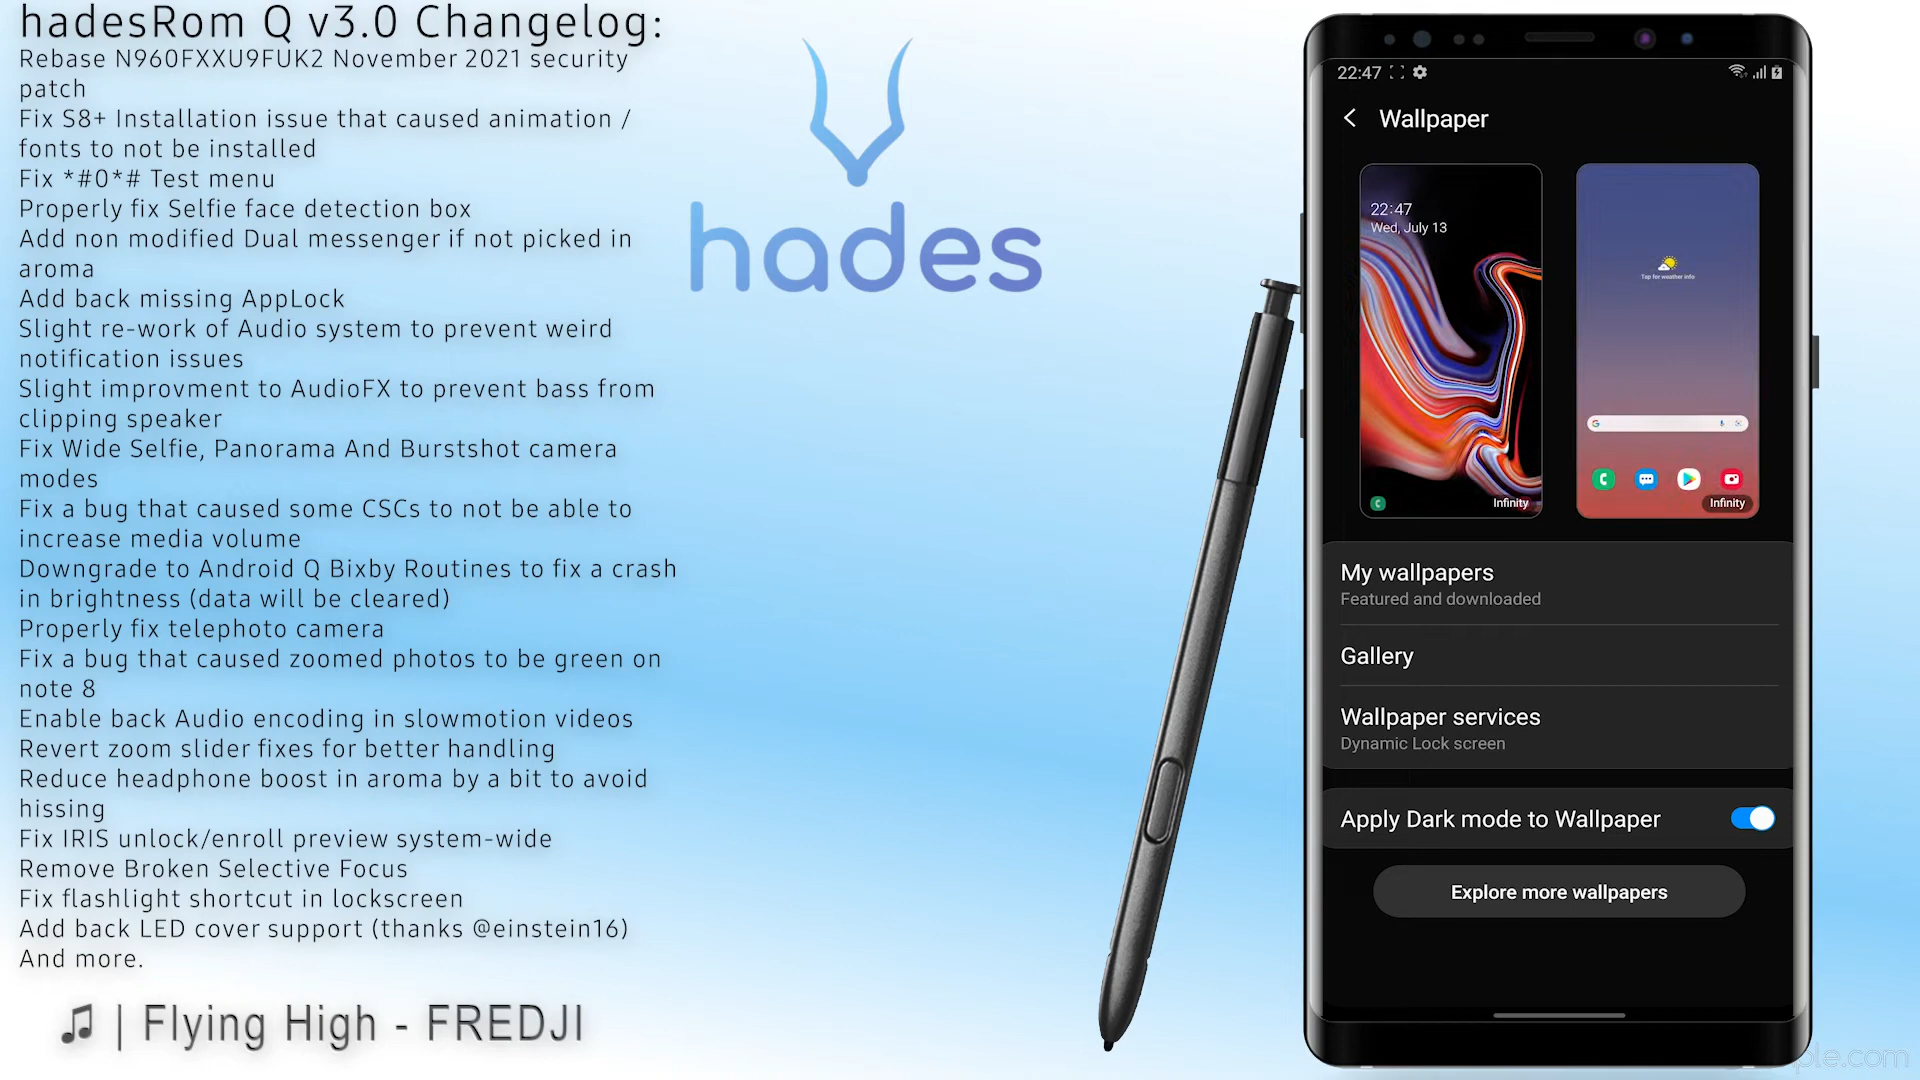 hadesRom Q v3.0 Changelog:
Rebase N960FXXU9FUK2 November 2021 security
patch
Fix S8+ Installation issue that caused animation /
fonts to not be installed
Fix *#0*# Test menu
Properly fix Selfie face detection box
Add non modified Dual messenger if not picked in
aroma
Add back missing AppLock
Slight re-work of Audio system to prevent weird
notification issues
Slight improvment to AudioFX to prevent bass from
clipping speaker
Fix Wide Selfie, Panorama And Burstshot camera
modes
Fix a bug that caused some CSCs to not be able to
increase media volume
Downgrade to Android Q Bixby Routines to fix a crash
in brightness (data will be cleared)
Properly fix telephoto camera
Fix a bug that caused zoomed photos to be green on
note 8
Enable back Audio encoding in slowmotion videos
Revert zoom slider fixes for better handling
Reduce headphone boost in aroma by a bit to avoid
hissing
Fix IRIS unlock/enroll preview system-wide
Remove Broken Selective Focus
Fix flashlight shortcut in lockscreen
Add back LED cover support (thanks @einstein16)
And more.
♫ | Flying High - FREDJI
hades
22:47
Wallpaper
22:47
Wed, July 13
Infinity
Tap for weather info
Infinity
My wallpapers
Featured and downloaded
Gallery
Wallpaper services
Dynamic Lock screen
Apply Dark mode to Wallpaper
Explore more wallpapers